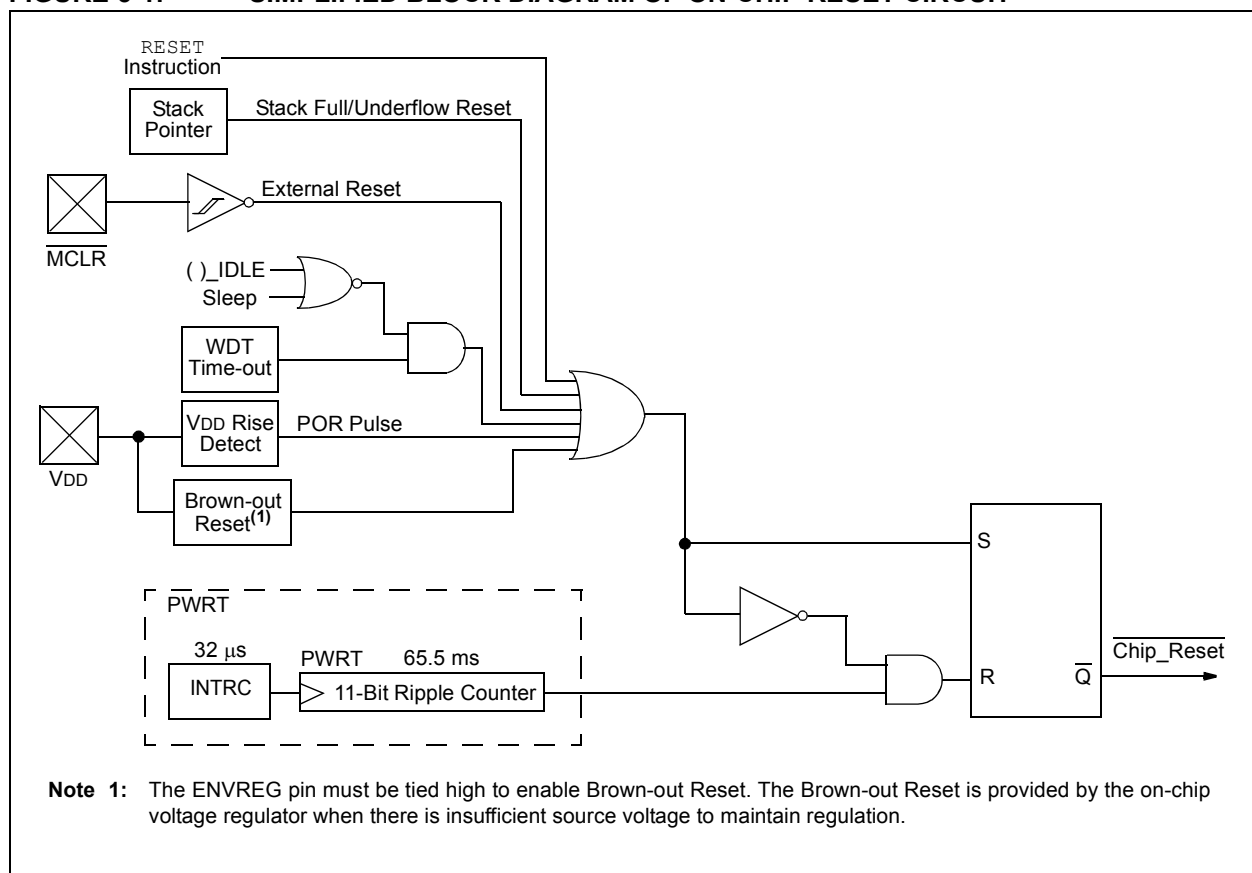 RESET
Instruction
Stack
Pointer
Stack Full/Underflow Reset
External Reset
MCLR
( )_IDLE
Sleep
WDT
Time-out
VDD Rise
Detect
POR Pulse
VDD
Brown-out
Reset(1)
S
PWRT
32 μs
INTRC
PWRT 65.5 ms
11-Bit Ripple Counter
R
Q
Chip_Reset
Note 1: The ENVREG pin must be tied high to enable Brown-out Reset. The Brown-out Reset is provided by the on-chip
voltage regulator when there is insufficient source voltage to maintain regulation.